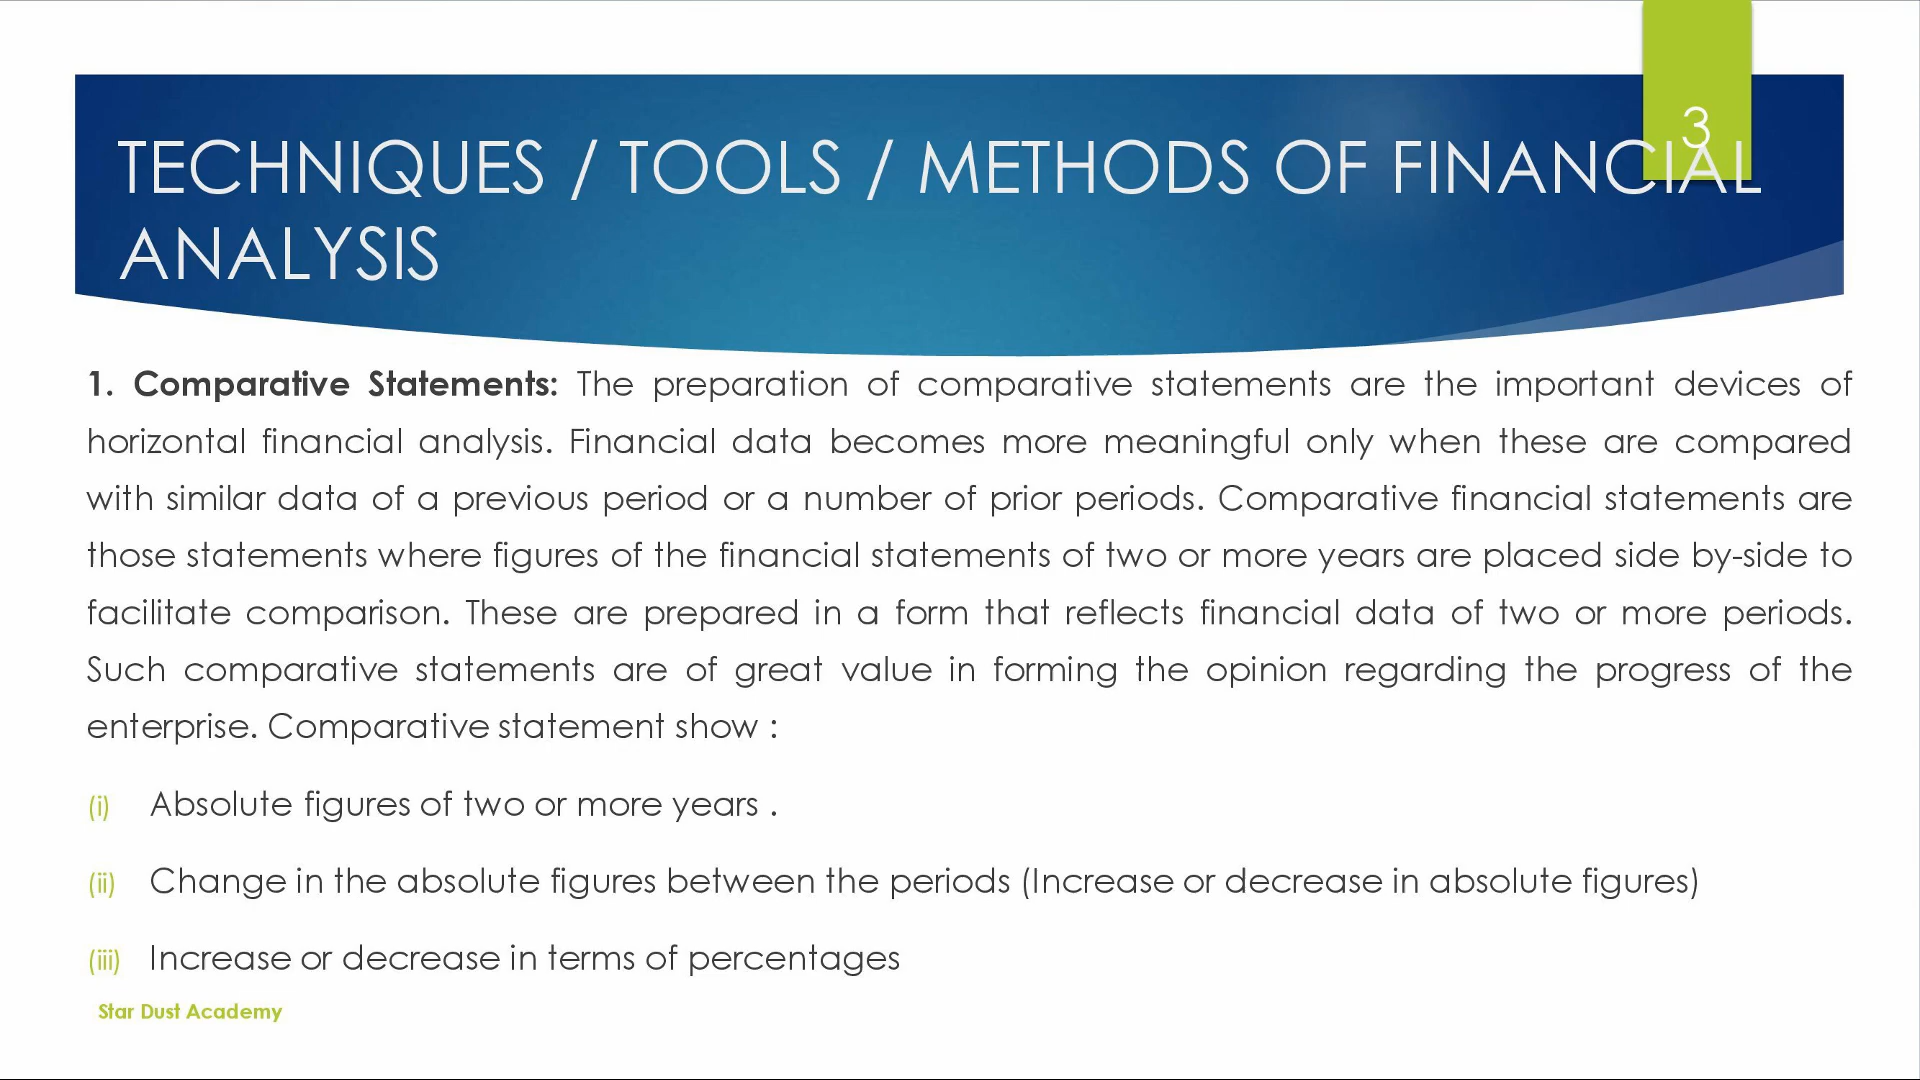 3
TECHNIQUES / TOOLS / METHODS OF FINANCIAL
ANALYSIS
1. Comparative Statements: The preparation of comparative statements are the important devices of
horizontal financial analysis. Financial data becomes more meaningful only when these are compared
with similar data of a previous period or a number of prior periods. Comparative financial statements are
those statements where figures of the financial statements of two or more years are placed side by-side to
facilitate comparison. These are prepared in a form that reflects financial data of two or more periods.
Such comparative statements are of great value in forming the opinion regarding the progress of the
enterprise. Comparative statement show :
(i) Absolute figures of two or more years .
(ii) Change in the absolute figures between the periods (Increase or decrease in absolute figures)
(iii) Increase or decrease in terms of percentages
Star Dust Academy